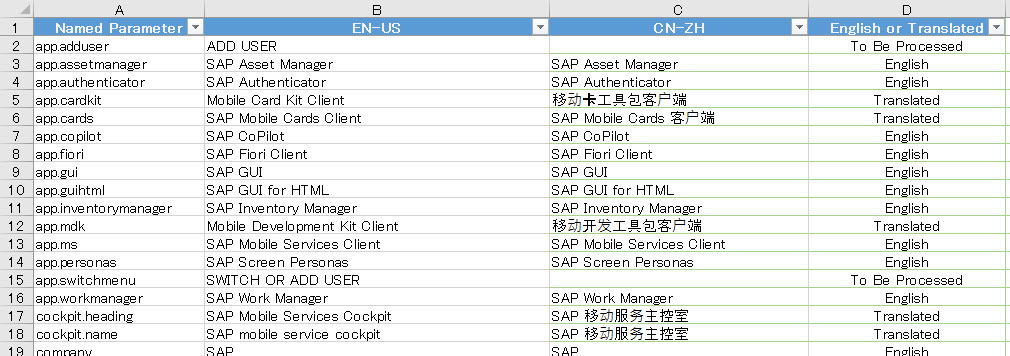 A B C D
1 Named Parameter EN-US CN-ZH English or Translated
2 app.adduser ADD USER To Be Processed
3 app.assetmanager SAP Asset Manager SAP Asset Manager English
4 app.authenticator SAP Authenticator SAP Authenticator English
5 app.cardkit Mobile Card Kit Client 移动卡工具包客户端 Translated
6 app.cards SAP Mobile Cards Client SAP Mobile Cards 客户端 Translated
7 app.copilot SAP CoPilot SAP CoPilot English
8 app.fiori SAP Fiori Client SAP Fiori Client English
9 app.gui SAP GUI SAP GUI English
10 app.guihtml SAP GUI for HTML SAP GUI for HTML English
11 app.inventorymanager SAP Inventory Manager SAP Inventory Manager English
12 app.mdk Mobile Development Kit Client 移动开发工具包客户端 Translated
13 app.ms SAP Mobile Services Client SAP Mobile Services Client English
14 app.personas SAP Screen Personas SAP Screen Personas English
15 app.switchmenu SWITCH OR ADD USER To Be Processed
16 app.workmanager SAP Work Manager SAP Work Manager English
17 cockpit.heading SAP Mobile Services Cockpit SAP 移动服务主控室 Translated
18 cockpit.name SAP mobile service cockpit SAP 移动服务主控室 Translated
19 company SAP SAP English